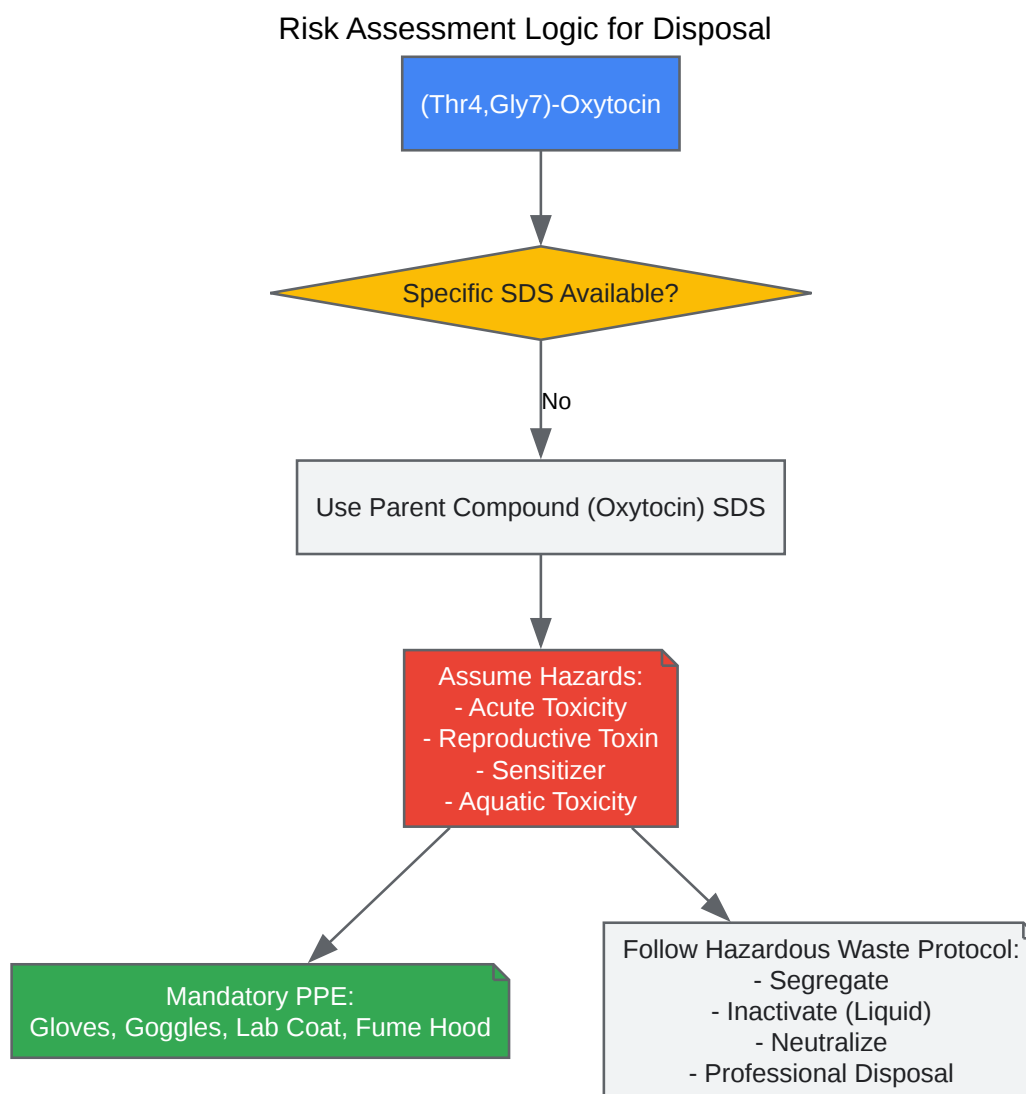 Risk Assessment Logic for Disposal
(Thr4,Gly7)-Oxytocin
Specific SDS Available?
No
Use Parent Compound (Oxytocin) SDS
Assume Hazards:
- Acute Toxicity
- Reproductive Toxin
- Sensitizer
- Aquatic Toxicity
Mandatory PPE:
Gloves, Goggles, Lab Coat, Fume Hood
Follow Hazardous Waste Protocol:
- Segregate
- Inactivate (Liquid)
- Neutralize
- Professional Disposal